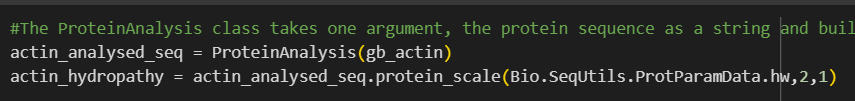 #The ProteinAnalysis class takes one argument, the protein sequence as a string and buil
actin_analysed_seq = ProteinAnalysis(gb_actin)
actin_hydropathy = actin_analysed_seq.protein_scale(Bio.SeqUtils.ProtParamData.hw,2,1)